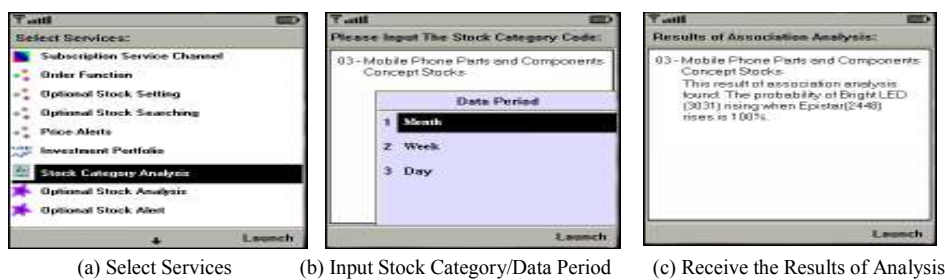 Select Services:
Subscription Service Channel
Order Function
Optional Stock Setting
Optional Stock Searching
Price Alerts
Investment Portfolio
Stock Category Analysis
Optional Stock Analysis
Optional Stock Alert
Launch
(a) Select Services
Please Input The Stock Category Code:
03-Mobile Phone Parts and Components
Concept Stocks
Data Period
1 Month
2 Week
3 Day
Launch
(b) Input Stock Category/Data Period
Results of Association Analysis:
03-Mobile Phone Parts and Components
Concept Stocks
This result of association analysis
found. The probability of Bright LED
(3031) rising when Epistar(2448)
rises is 100%.
Launch
(c) Receive the Results of Analysis